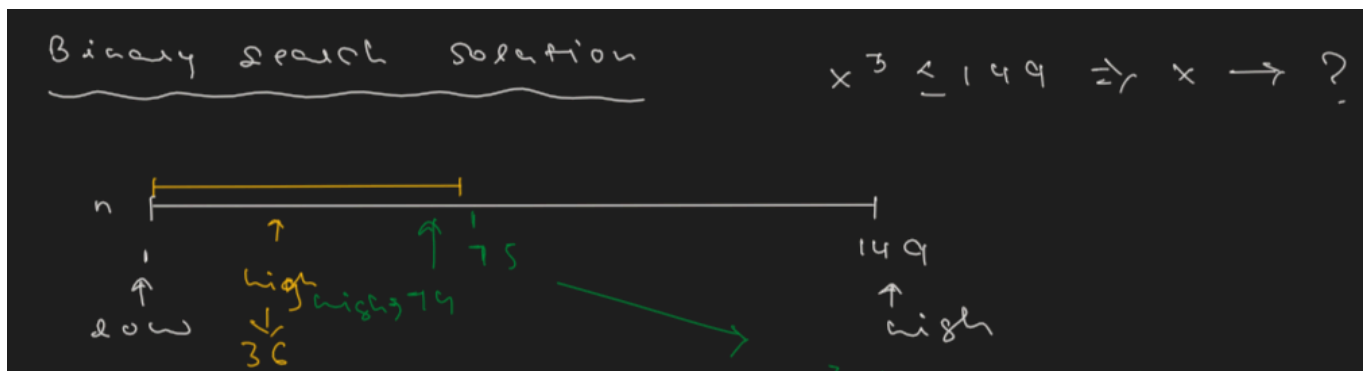 Binary search solution
x³ ≤ 149 => x → ?
n
1
75
149
low
high
high = 74
high
36